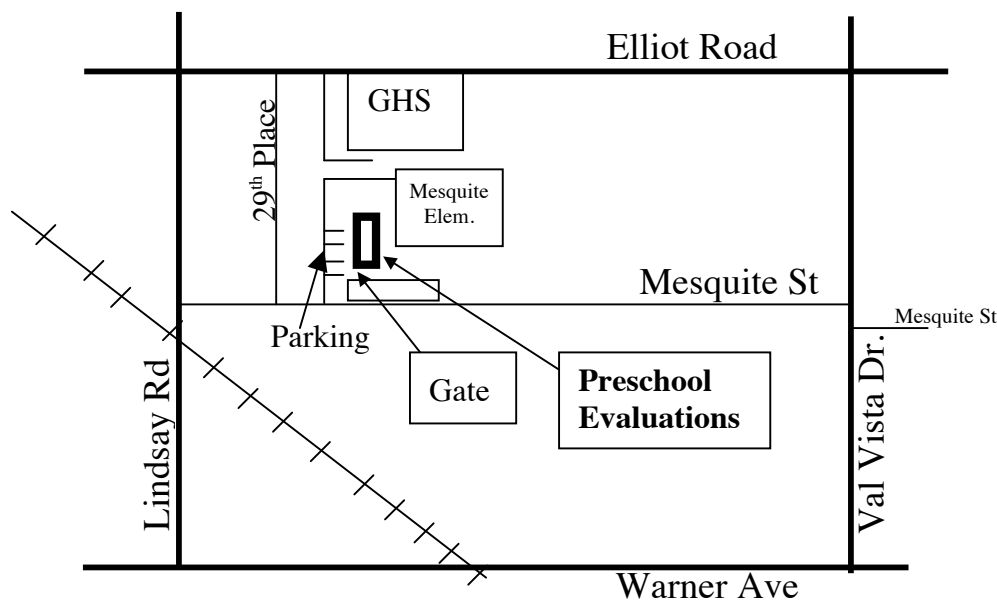 Elliot Road
GHS
29th Place
Mesquite
Elem.
Mesquite St
Mesquite St
Parking
Gate
Preschool
Evaluations
Lindsay Rd
Val Vista Dr.
Warner Ave